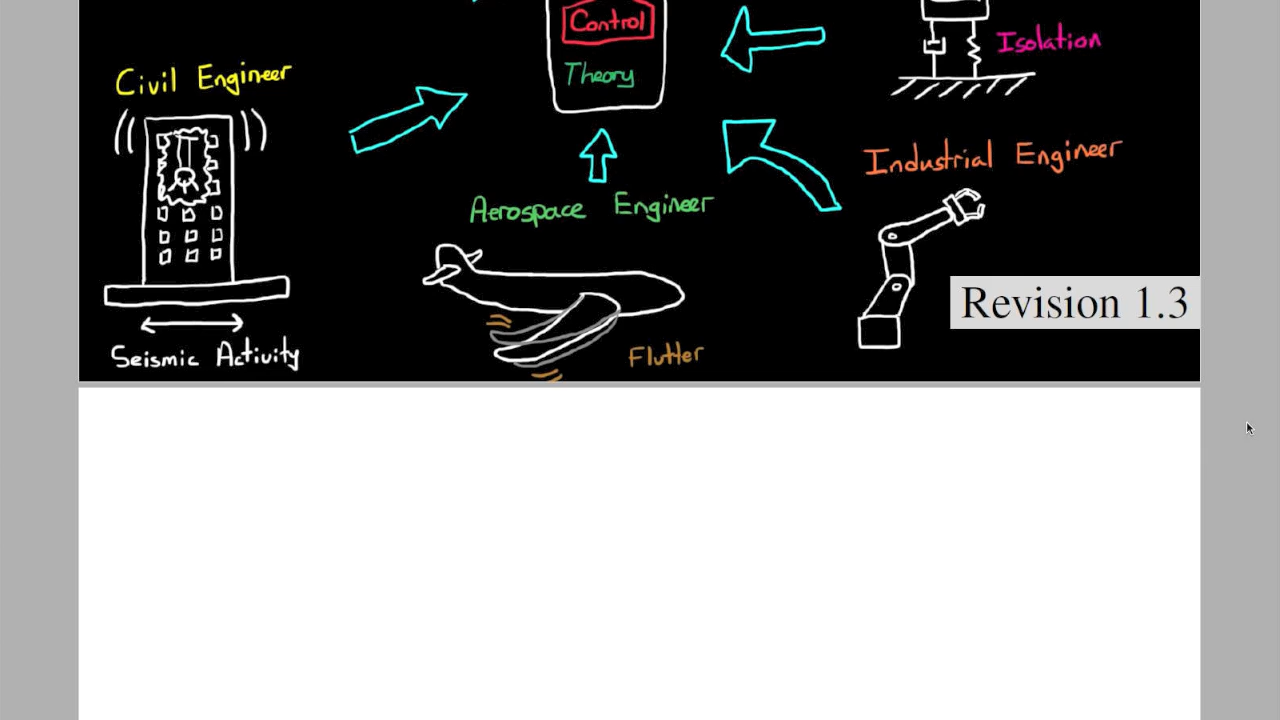 Control
Theory
Isolation
Civil Engineer
Industrial Engineer
Aerospace Engineer
Revision 1.3
Flutter
Seismic Activity